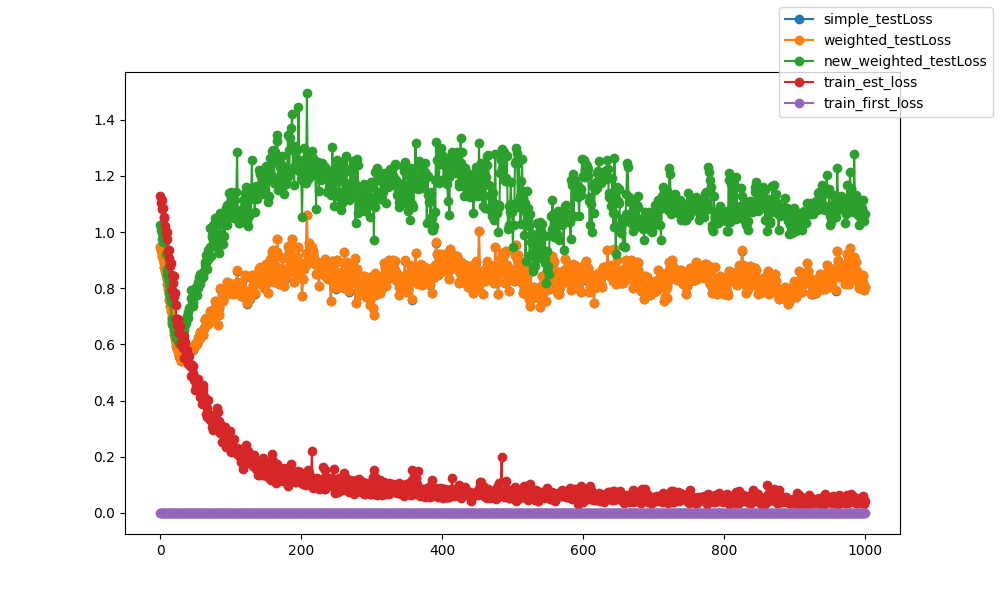 simple_testLoss
weighted_testLoss
new_weighted_testLoss
train_est_loss
train_first_loss
1.4
1.2
1.0
0.8
0.6
0.4
0.2
0.0
0 200 400 600 800 1000